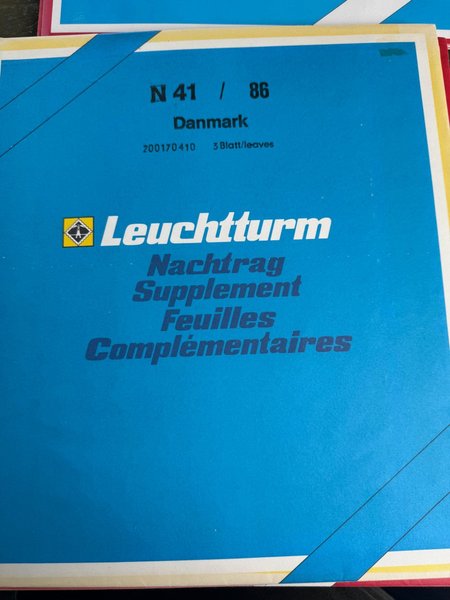 N 41 / 86
Danmark
200170410 3 Blatt/leaves
Leuchtturm
Nachtrag
Supplement
Feuilles
Complémentaires